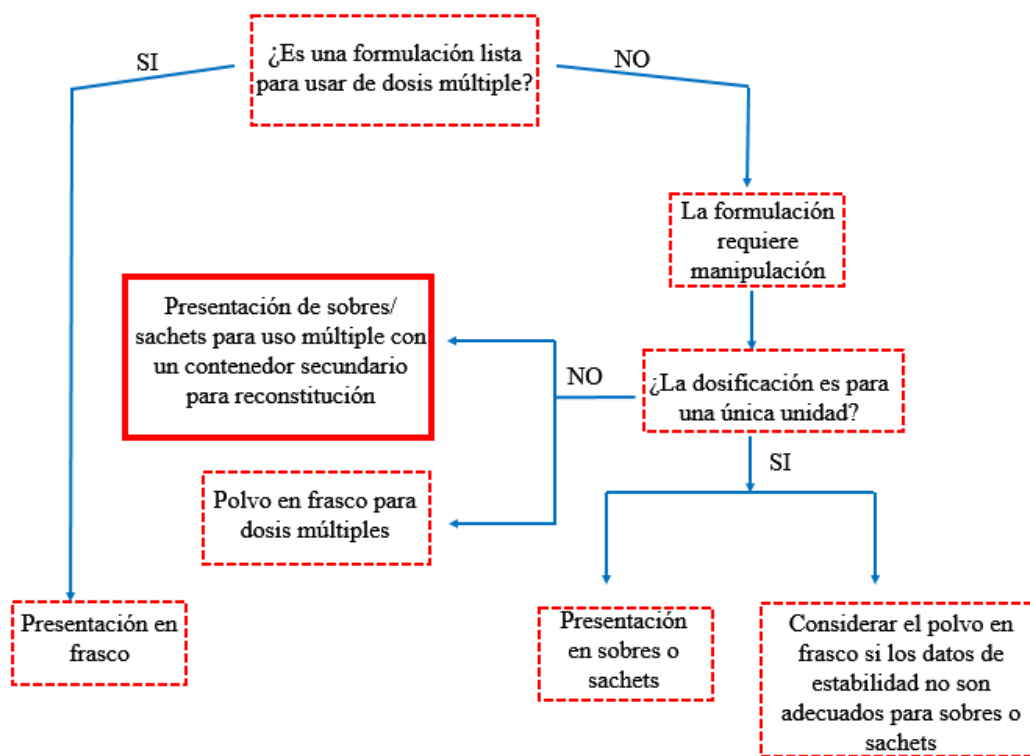 SI
¿Es una formulación lista
para usar de dosis múltiple?
NO
La formulación
requiere
manipulación
Presentación de sobres/
sachets para uso múltiple con
un contenedor secundario
para reconstitución
NO
¿La dosificación es para
una única unidad?
SI
Polvo en frasco para
dosis múltiples
Presentación en
frasco
Presentación
en sobres o
sachets
Considerar el polvo en
frasco si los datos de
estabilidad no son
adecuados para sobres o
sachets